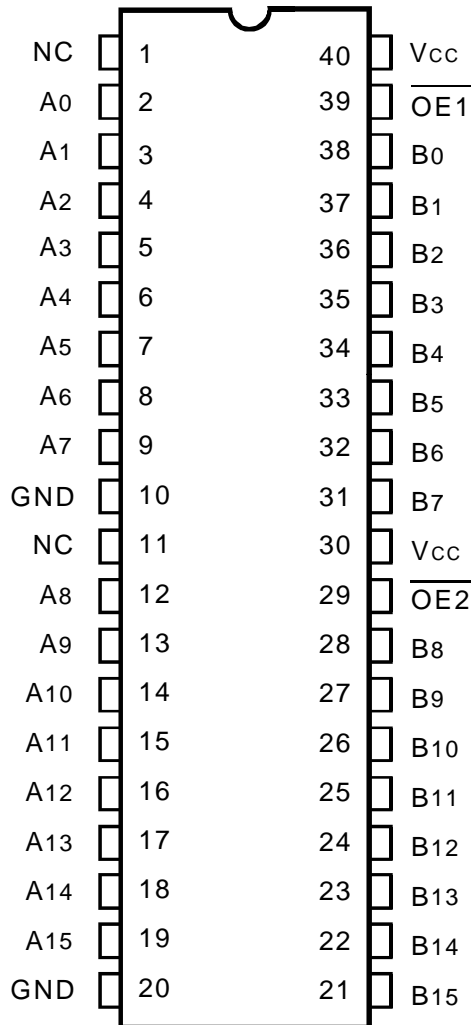 NC 1 40 Vcc
A0 2 39 OE1
A1 3 38 B0
A2 4 37 B1
A3 5 36 B2
A4 6 35 B3
A5 7 34 B4
A6 8 33 B5
A7 9 32 B6
GND 10 31 B7
NC 11 30 Vcc
A8 12 29 OE2
A9 13 28 B8
A10 14 27 B9
A11 15 26 B10
A12 16 25 B11
A13 17 24 B12
A14 18 23 B13
A15 19 22 B14
GND 20 21 B15